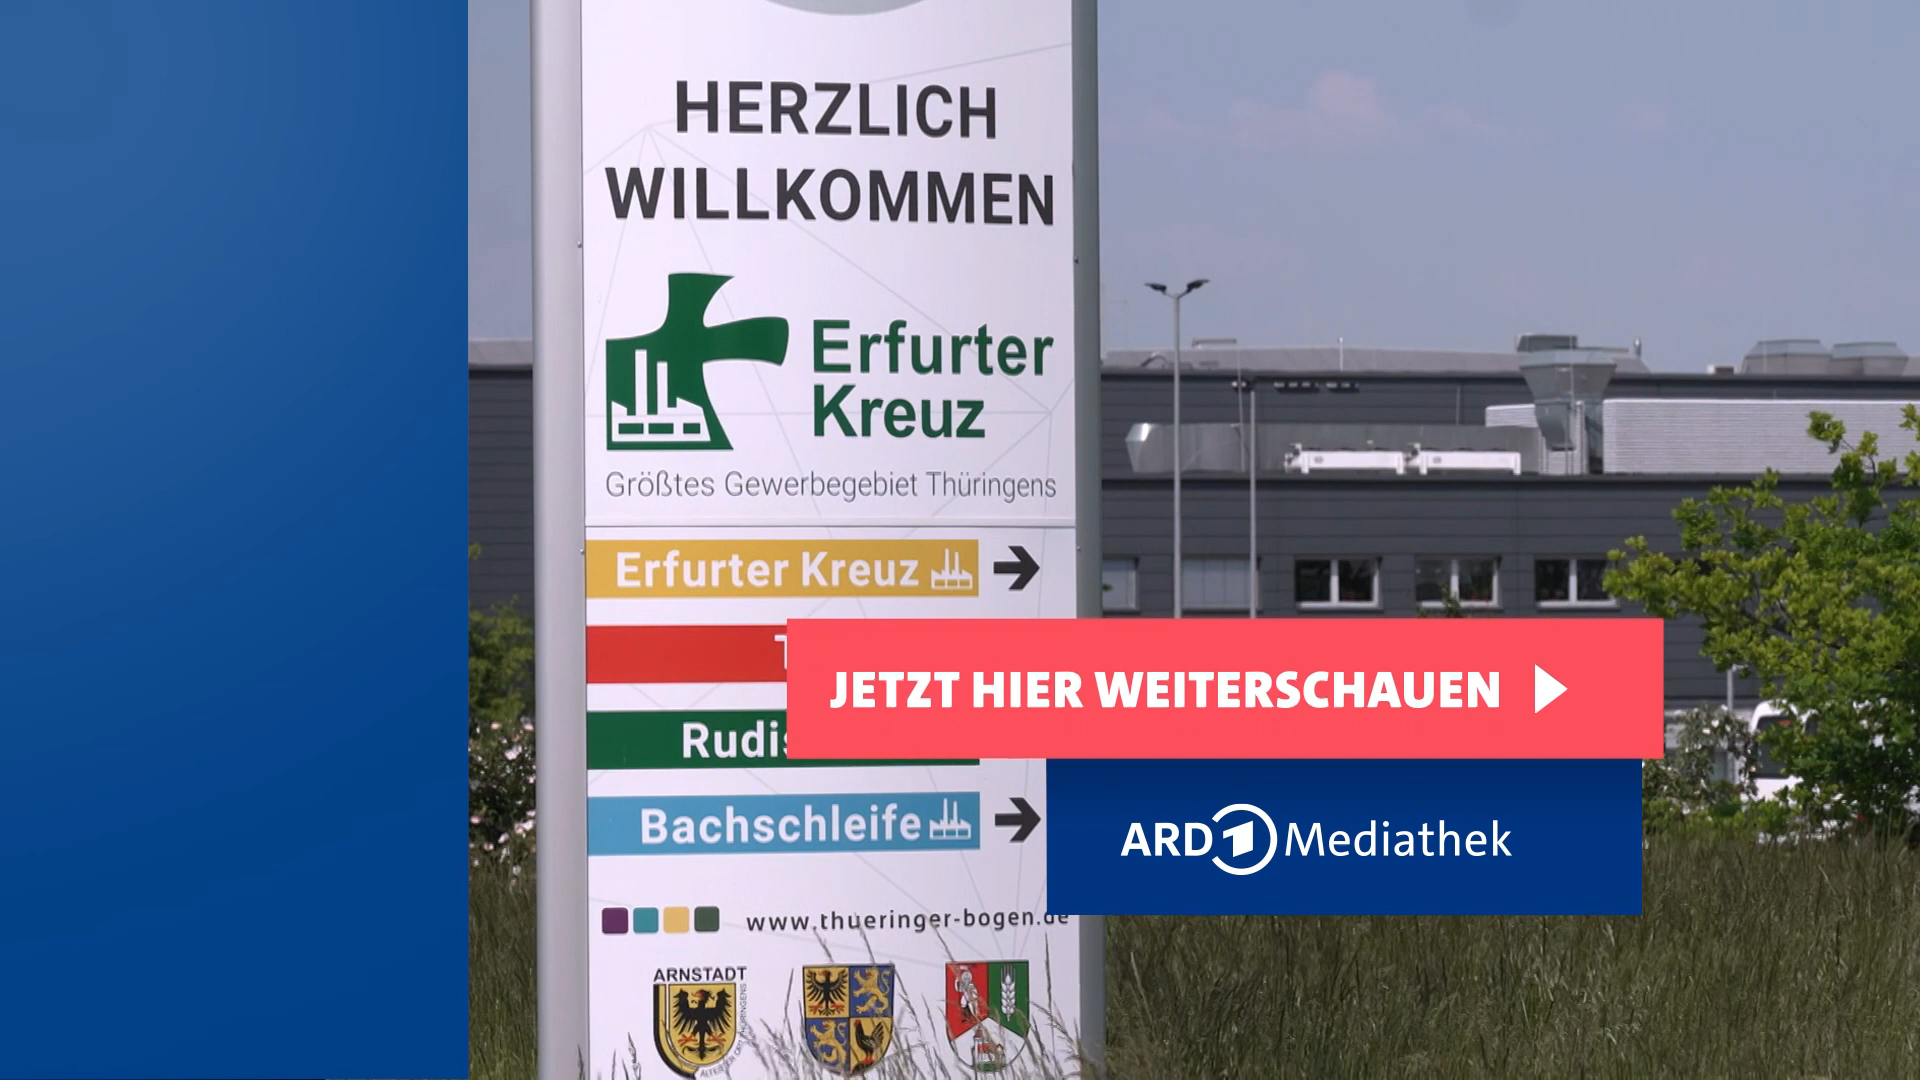 HERZLICH
WILLKOMMEN
Erfurter
Kreuz
Größtes Gewerbegebiet Thüringens
Erfurter Kreuz
JETZT HIER WEITERSCHAUEN
Bachschleife
ARD 1 Mediathek
www.thueringer-bogen.de
ARNSTADT